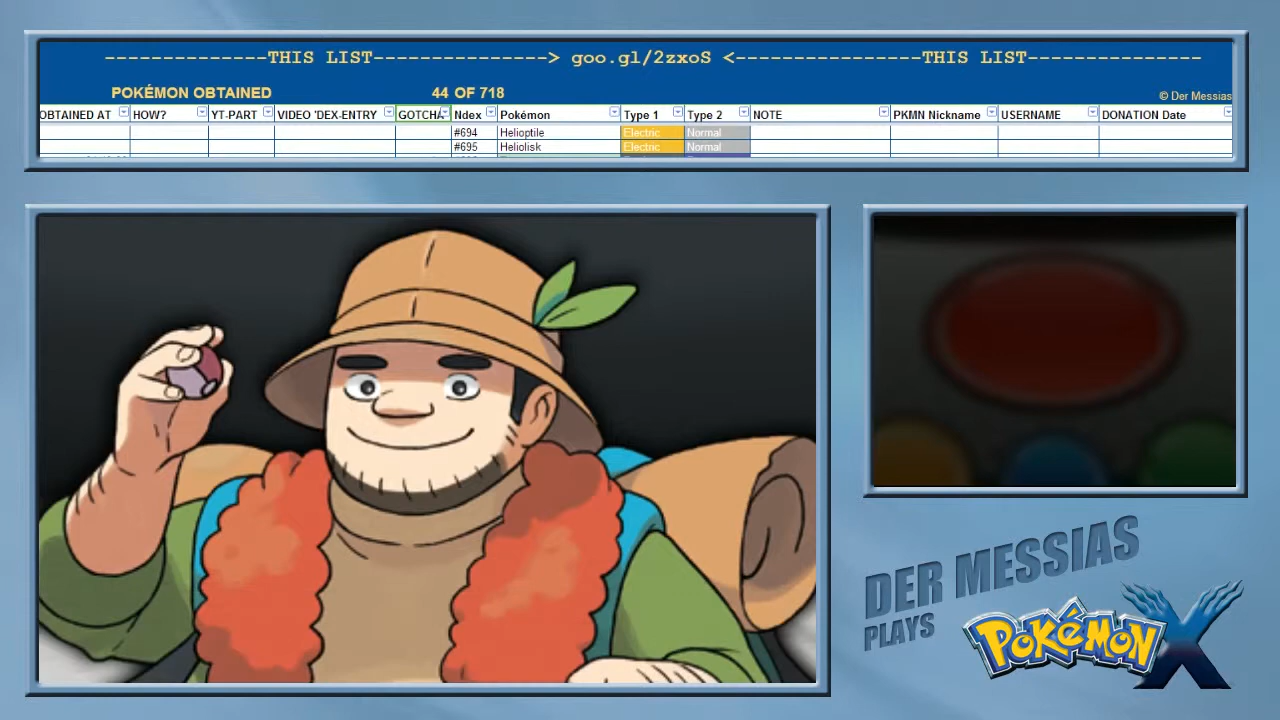 --------------THIS LIST---------------> goo.gl/2zxoS <----------------THIS LIST---------------
POKÉMON OBTAINED 44 OF 718
© Der Messias
OBTAINED AT HOW? YT-PART VIDEO 'DEX-ENTRY GOTCHA Ndex Pokémon Type 1 Type 2 NOTE PKMN Nickname USERNAME DONATION Date
#694 Helioptile Electric Normal
#695 Heliolisk Electric Normal
DER MESSIAS
PLAYS
POKéMON X